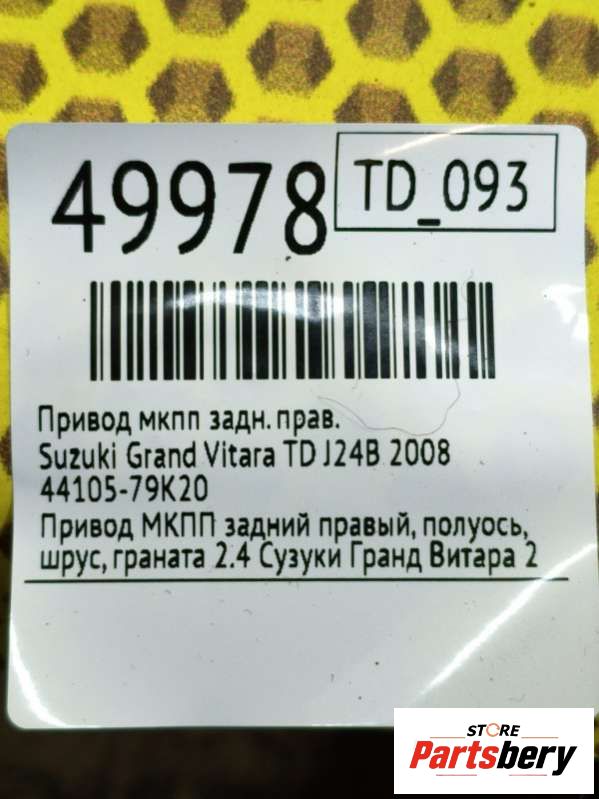 49978
TD_093
Привод мкпп задн. прав.
Suzuki Grand Vitara TD J24B 2008
44105-79K20
Привод МКПП задний правый, полуось,
шрус, граната 2.4 Сузуки Гранд Витара 2
STORE
Partsbery